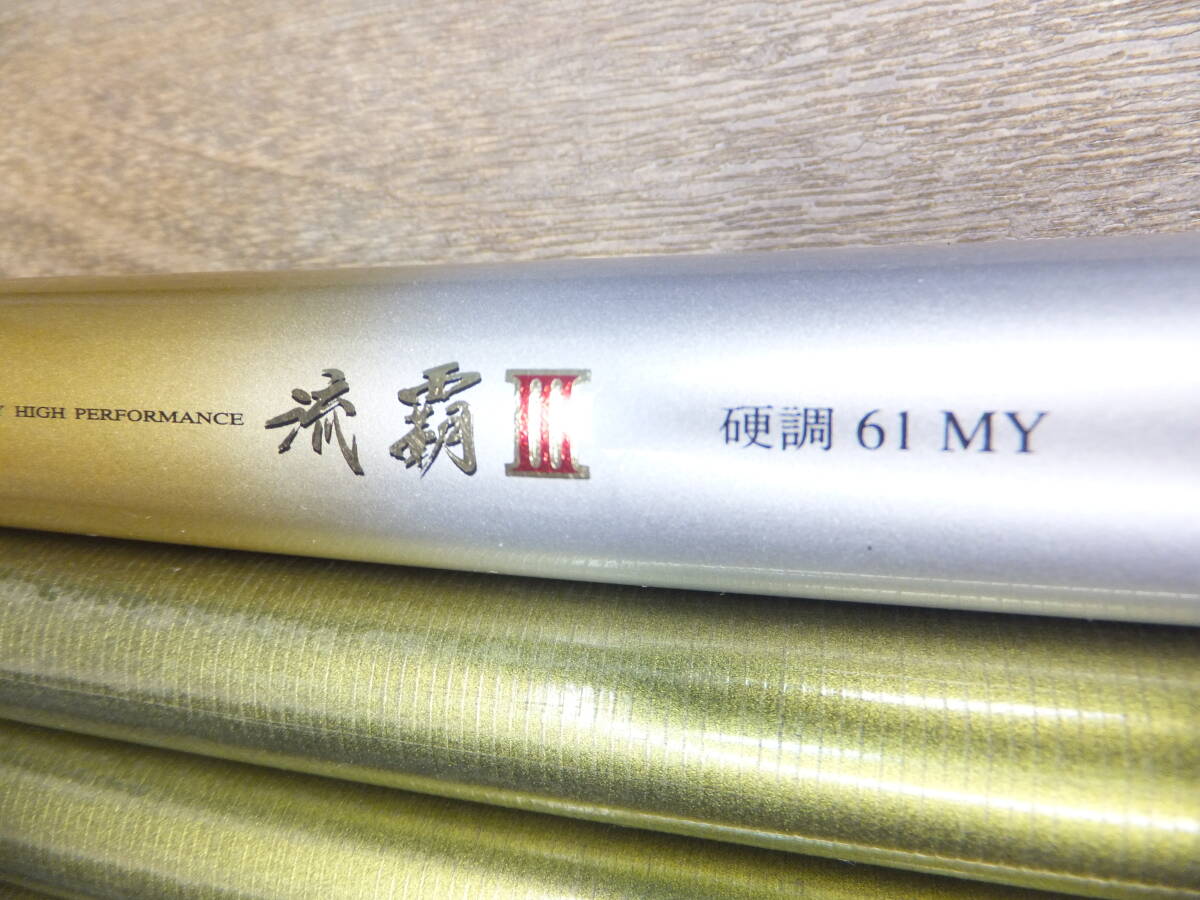 HIGH PERFORMANCE 流覇 III 硬調 61 MY